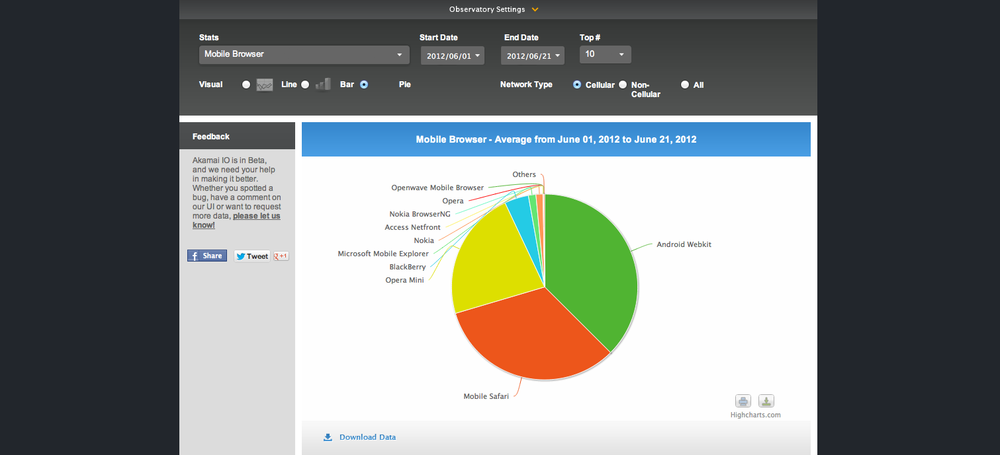 Observatory Settings
Stats
Start Date
End Date
Top #
Mobile Browser
2012/06/01
2012/06/21
10
Visual
Line
Bar
Pie
Network Type
Cellular
Non-
Cellular
All
Feedback
Akamai IO is in Beta,
and we need your help
in making it better.
Whether you spotted a
bug, have a comment on
our UI or want to request
more data, please let us
know!
f Share
Tweet
g +1
Mobile Browser - Average from June 01, 2012 to June 21, 2012
Others
Openwave Mobile Browser
Opera
Nokia BrowserNG
Access Netfront
Nokia
Microsoft Mobile Explorer
BlackBerry
Opera Mini
Android Webkit
Mobile Safari
Highcharts.com
Download Data